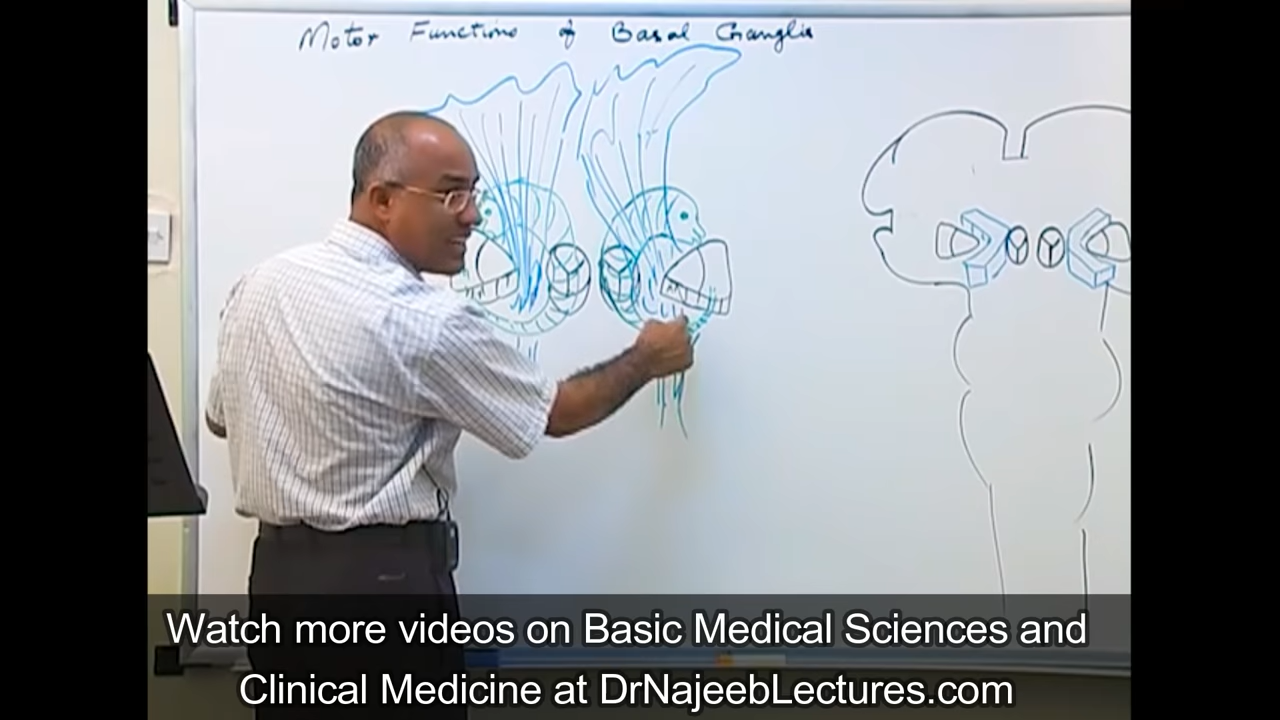 Motor Functions of Basal Ganglia
Watch more videos on Basic Medical Sciences and
Clinical Medicine at DrNajeebLectures.com